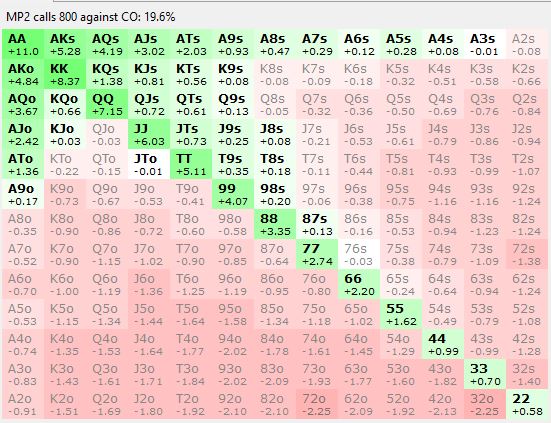 MP2 calls 800 against CO: 19.6%
AA AKs AQs AJs ATs A9s A8s A7s A6s A5s A4s A3s A2s
+11.0 +5.28 +4.19 +3.02 +2.03 +0.93 +0.47 +0.29 +0.12 +0.28 +0.08 -0.01 -0.08
AKo KK KQs KJs KTs K9s K8s K7s K6s K5s K4s K3s K2s
+4.84 +8.37 +1.38 +0.81 +0.56 +0.08 -0.08 -0.09 -0.18 -0.32 -0.51 -0.58 -0.66
AQo KQo QQ QJs QTs Q9s Q8s Q7s Q6s Q5s Q4s Q3s Q2s
+3.67 +0.66 +7.15 +0.72 +0.61 +0.13 -0.05 -0.32 -0.36 -0.50 -0.69 -0.76 -0.84
AJo KJo QJo JJ JTs J9s J8s J7s J6s J5s J4s J3s J2s
+2.42 +0.03 -0.03 +6.03 +0.73 +0.25 +0.08 -0.21 -0.53 -0.61 -0.79 -0.86 -0.94
ATo KTo QTo JTo TT T9s T8s T7s T6s T5s T4s T3s T2s
+1.36 -0.22 -0.15 -0.01 +5.11 +0.35 +0.18 -0.11 -0.44 -0.81 -0.93 -0.99 -1.07
A9o K9o Q9o J9o T9o 99 98s 97s 96s 95s 94s 93s 92s
+0.17 -0.73 -0.67 -0.53 -0.41 +4.07 +0.20 -0.06 -0.38 -0.75 -1.16 -1.16 -1.24
A8o K8o Q8o J8o T8o 98o 88 87s 86s 85s 84s 83s 82s
-0.35 -0.90 -0.86 -0.72 -0.60 -0.58 +3.35 +0.13 -0.16 -0.53 -0.94 -1.23 -1.24
A7o K7o Q7o J7o T7o 97o 87o 77 76s 75s 74s 73s 72s
-0.52 -0.90 -1.15 -1.02 -0.90 -0.85 -0.64 +2.74 -0.03 -0.38 -0.79 -1.09 -1.38
A6o K6o Q6o J6o T6o 96o 86o 76o 66 65s 64s 63s 62s
-0.70 -1.00 -1.19 -1.36 -1.25 -1.19 -0.95 -0.80 +2.20 -0.24 -0.64 -0.94 -1.24
A5o K5o Q5o J5o T5o 95o 85o 75o 65o 55 54s 53s 52s
-0.53 -1.15 -1.34 -1.44 -1.64 -1.58 -1.34 -1.18 -1.02 +1.62 -0.49 -0.79 -1.08
A4o K4o Q4o J4o T4o 94o 84o 74o 64o 54o 44 43s 42s
-0.74 -1.35 -1.53 -1.64 -1.77 -2.02 -1.78 -1.61 -1.45 -1.29 +0.99 -0.99 -1.28
A3o K3o Q3o J3o T3o 93o 83o 73o 63o 53o 43o 33 32s
-0.83 -1.43 -1.61 -1.71 -1.84 -2.02 -2.09 -1.93 -1.77 -1.60 -1.82 +0.70 -1.40
A2o K2o Q2o J2o T2o 92o 82o 72o 62o 52o 42o 32o 22
-0.91 -1.51 -1.69 -1.80 -1.92 -2.10 -2.10 -2.25 -2.09 -1.92 -2.13 -2.25 +0.58